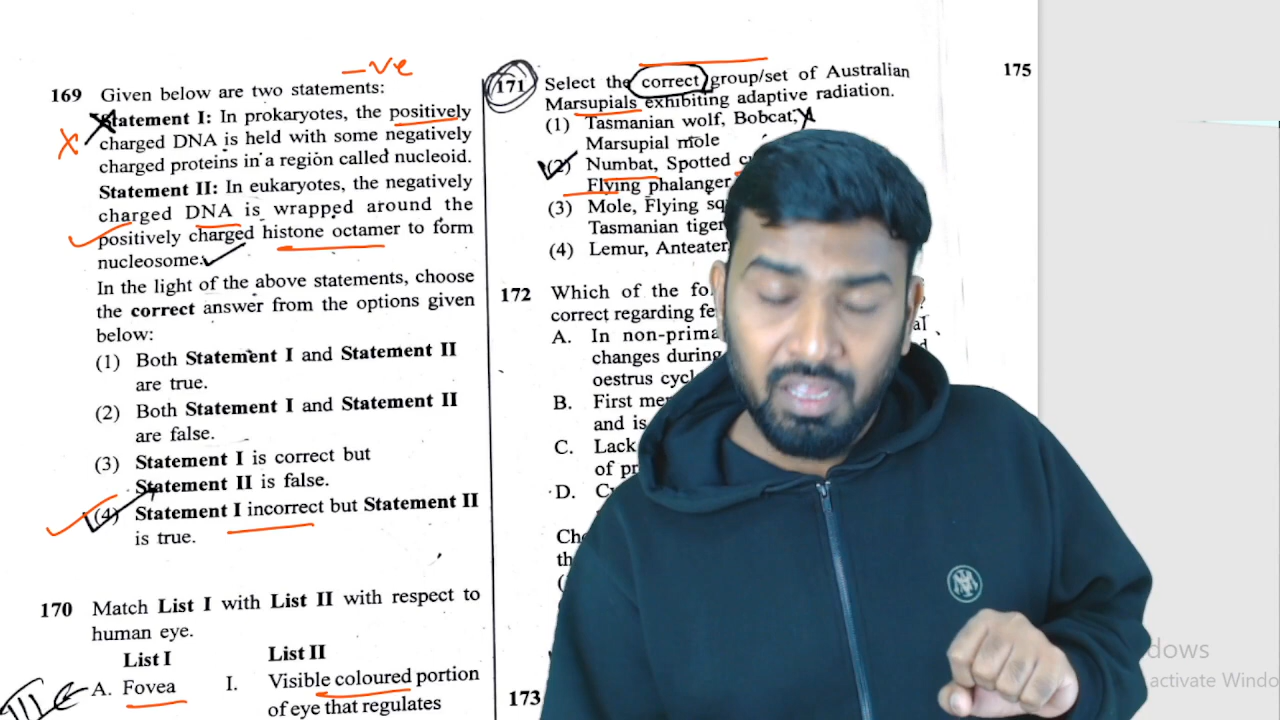 -ve
169 Given below are two statements:
Statement I: In prokaryotes, the positively
charged DNA is held with some negatively
charged proteins in a region called nucleoid.
Statement II: In eukaryotes, the negatively
charged DNA is wrapped around the
positively charged histone octamer to form
nucleosome.
In the light of the above statements, choose
the correct answer from the options given
below:
(1) Both Statement I and Statement II
are true.
(2) Both Statement I and Statement II
are false.
(3) Statement I is correct but
Statement II is false.
(4) Statement I incorrect but Statement II
is true.
170 Match List I with List II with respect to
human eye.
List I List II
III A. Fovea I. Visible coloured portion
of eye that regulates
171 Select the correct group/set of Australian
Marsupials exhibiting adaptive radiation.
(1) Tasmanian wolf, Bobcat,
Marsupial mole
(2) Numbat, Spotted
Flying phalanger
(3) Mole, Flying
Tasmanian tiger
(4) Lemur, Anteater,
172 Which of the
correct regarding
A. In
changes during
oestrus
B. First
and is
C. Lack
of
D.
173
175
activate